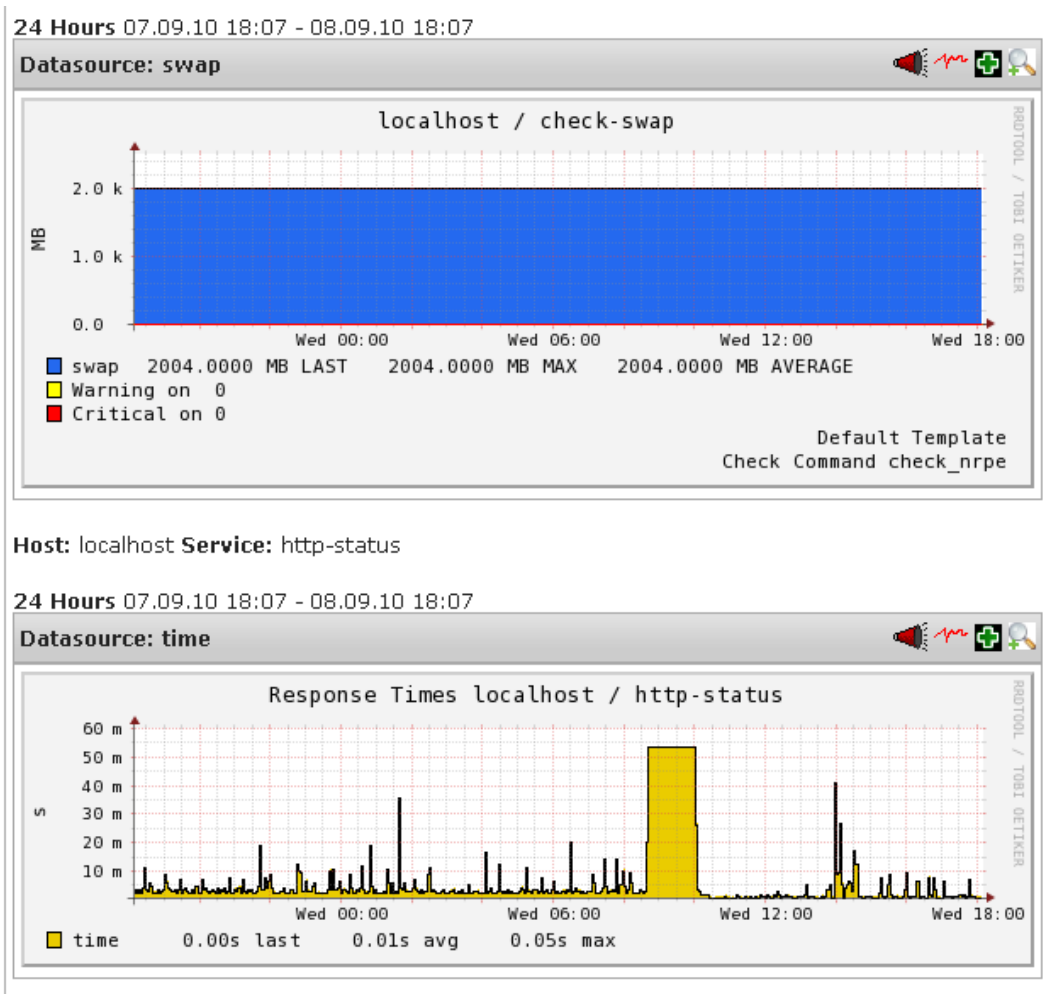 24 Hours 07.09.10 18:07 - 08.09.10 18:07
Datasource: swap
localhost / check-swap
RRDTOOL / TOBI OETIKER
MB
2.0 k
1.0 k
0.0
Wed 00:00 Wed 06:00 Wed 12:00 Wed 18:00
swap 2004.0000 MB LAST 2004.0000 MB MAX 2004.0000 MB AVERAGE
Warning on 0
Critical on 0
Default Template
Check Command check_nrpe
Host: localhost Service: http-status
24 Hours 07.09.10 18:07 - 08.09.10 18:07
Datasource: time
Response Times localhost / http-status
RRDTOOL / TOBI OETIKER
s
60 m
50 m
40 m
30 m
20 m
10 m
Wed 00:00 Wed 06:00 Wed 12:00 Wed 18:00
time 0.00s last 0.01s avg 0.05s max